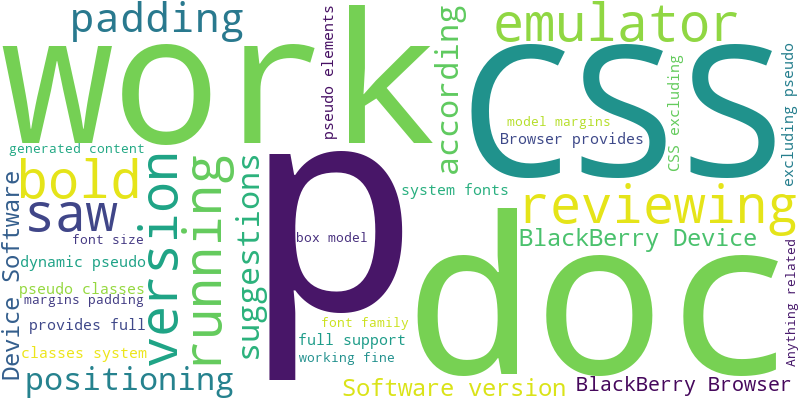 padding
work
pseudo elements
according
emulator
css
model margins
Browser provides
CSS excluding
excluding pseudo
generated content
bold
saw
font size
Device Software
dynamic pseudo
pseudo classes
margins padding
provides full
classes system
positioning
version
running
suggestions
p
box model
system fonts
reviewing
BlackBerry Device
doc
font family
full support
working fine
Software version
BlackBerry Browser
Anything related